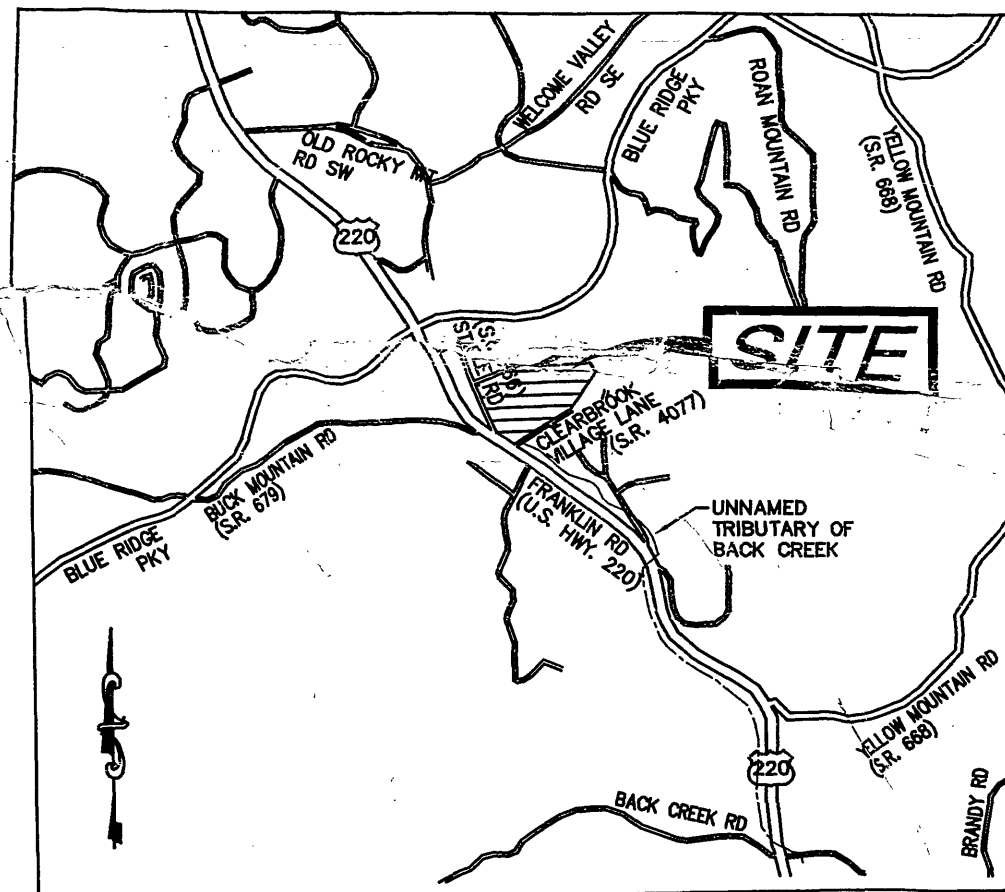 WELCOME VALLEY
RD SE
BLUE RIDGE
PKY
ROAN MOUNTAIN RD
YELLOW MOUNTAIN RD
(S.R. 668)
OLD ROCKY MT
RD SW
220
SITE
RD
CLEARBROOK
VILLAGE LANE
(S.R. 4077)
BUCK MOUNTAIN RD
(S.R. 679)
BLUE RIDGE
PKY
FRANKLIN RD
(U.S. HWY. 220)
UNNAMED
TRIBUTARY OF
BACK CREEK
YELLOW MOUNTAIN RD
(S.R. 668)
220
BACK CREEK RD
BRANDY RD